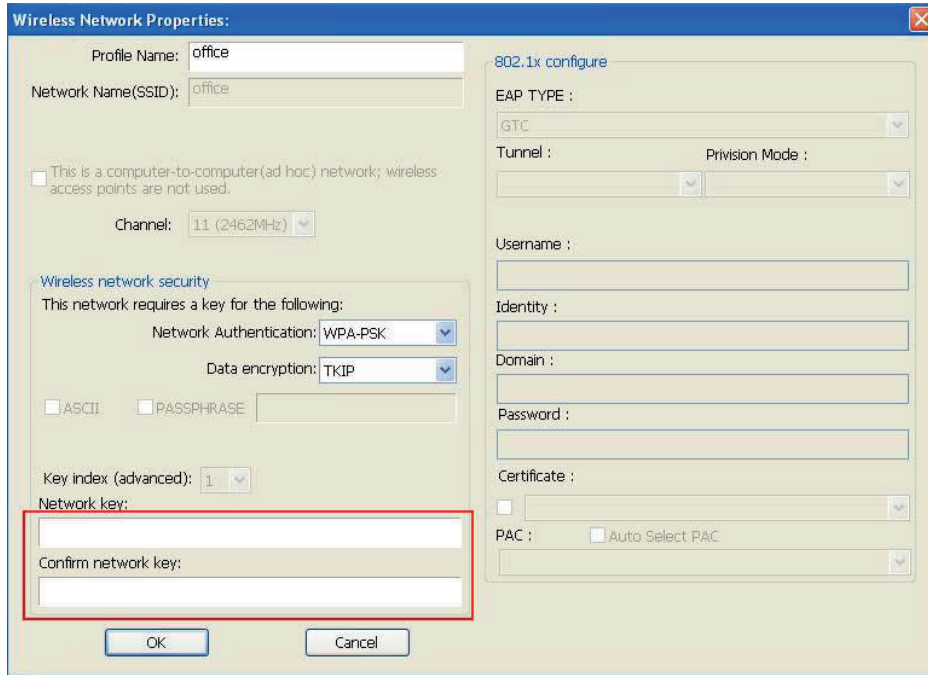 Wireless Network Properties:
Profile Name: office
Network Name(SSID): office
This is a computer-to-computer(ad hoc) network; wireless
access points are not used.
Channel: 11 (2462MHz)
Wireless network security
This network requires a key for the following:
Network Authentication: WPA-PSK
Data encryption: TKIP
ASCII PASSPHRASE
Key index (advanced): 1
Network key:
Confirm network key:
OK Cancel
802.1x configure
EAP TYPE :
GTC
Tunnel : Privision Mode :
Username :
Identity :
Domain :
Password :
Certificate :
PAC : Auto Select PAC